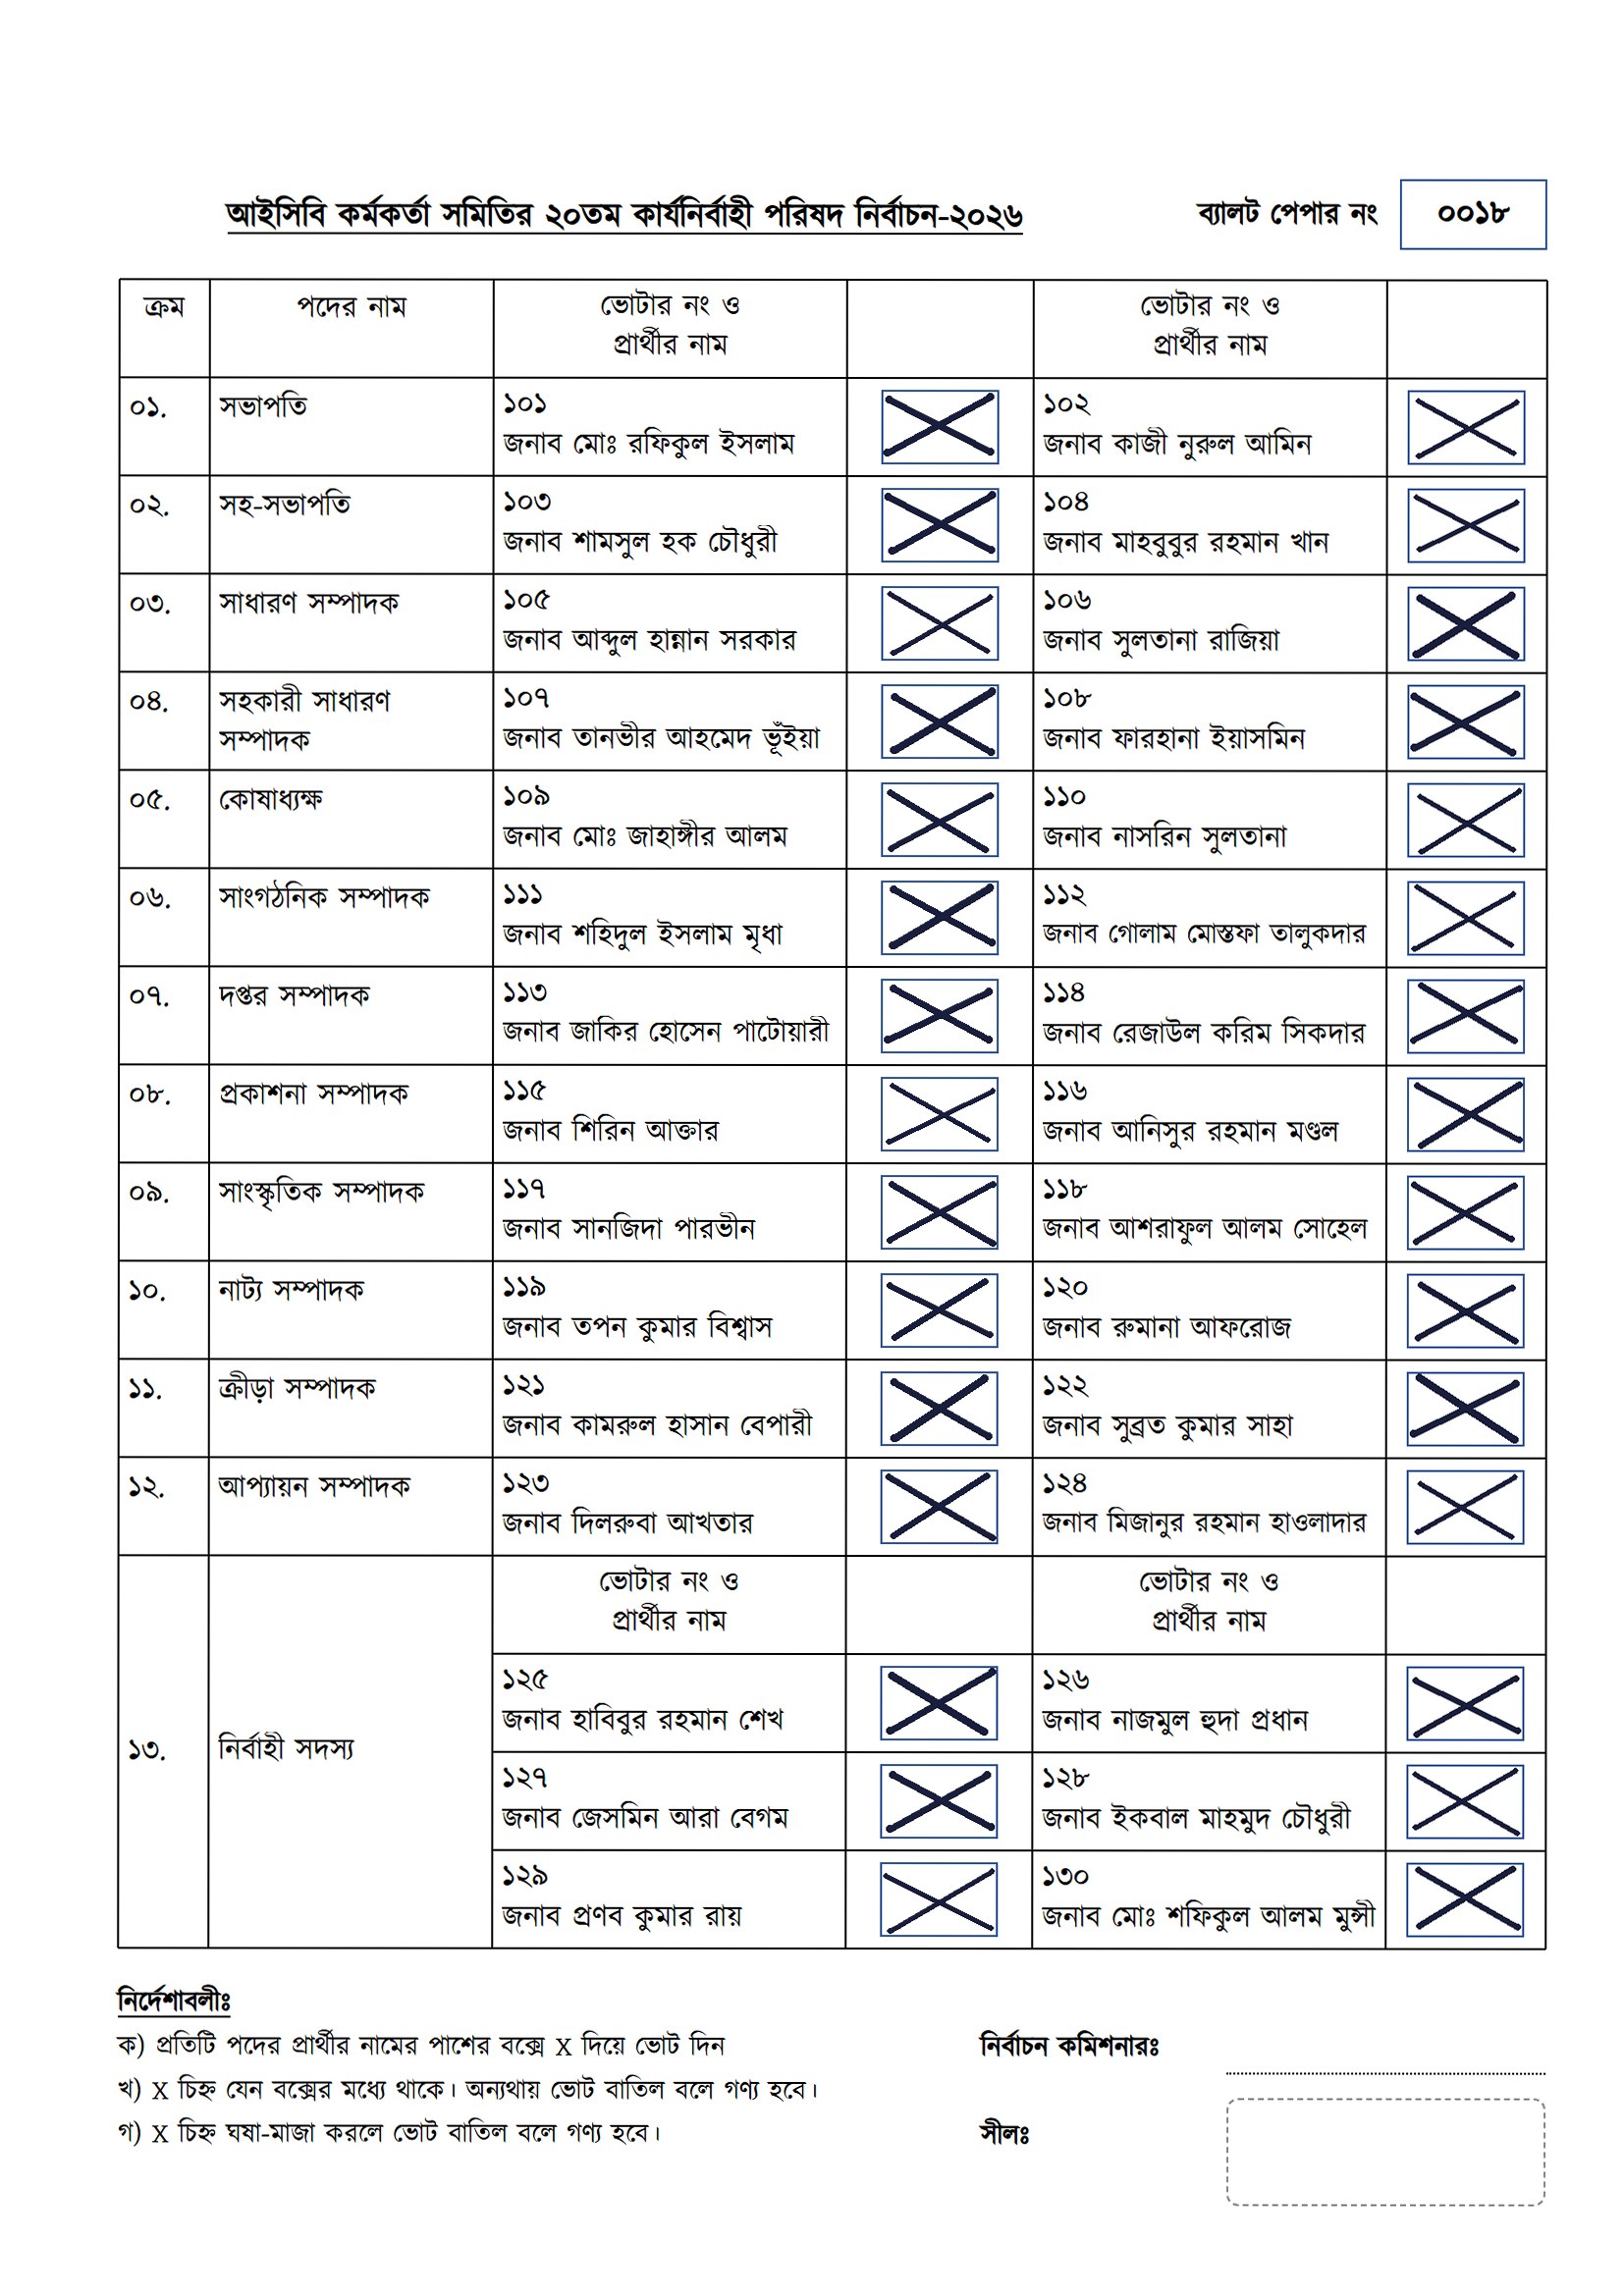 আইসিবি কর্মকর্তা সমিতির ২০তম কার্যনির্বাহী পরিষদ নির্বাচন-২০২৬ ব্যালট পেপার নং ০০১৮
ক্রম পদের নাম ভোটার নং ও ভোটার নং ও
প্রার্থীর নাম প্রার্থীর নাম
০১. সভাপতি ১০১ ১০২
জনাব মোঃ রফিকুল ইসলাম জনাব কাজী নুরুল আমিন
০২. সহ-সভাপতি ১০৩ ১০৪
জনাব শামসুল হক চৌধুরী জনাব মাহবুবুর রহমান খান
০৩. সাধারণ সম্পাদক ১০৫ ১০৬
জনাব আব্দুল হান্নান সরকার জনাব সুলতানা রাজিয়া
০৪. সহকারী সাধারণ ১০৭ ১০৮
সম্পাদক জনাব তানভীর আহমেদ ভূঁইয়া জনাব ফারহানা ইয়াসমিন
০৫. কোষাধ্যক্ষ ১০৯ ১১০
জনাব মোঃ জাহাঙ্গীর আলম জনাব নাসরিন সুলতানা
০৬. সাংগঠনিক সম্পাদক ১১১ ১১২
জনাব শহিদুল ইসলাম মৃধা জনাব গোলাম মোস্তফা তালুকদার
০৭. দপ্তর সম্পাদক ১১৩ ১১৪
জনাব জাকির হোসেন পাটোয়ারী জনাব রেজাউল করিম সিকদার
০৮. প্রকাশনা সম্পাদক ১১৫ ১১৬
জনাব শিরিন আক্তার জনাব আনিসুর রহমান মণ্ডল
০৯. সাংস্কৃতিক সম্পাদক ১১৭ ১১৮
জনাব সানজিদা পারভীন জনাব আশরাফুল আলম সোহেল
১০. নাট্য সম্পাদক ১১৯ ১২০
জনাব তপন কুমার বিশ্বাস জনাব রুমানা আফরোজ
১১. ক্রীড়া সম্পাদক ১২১ ১২২
জনাব কামরুল হাসান বেপারী জনাব সুব্রত কুমার সাহা
১২. আপ্যায়ন সম্পাদক ১২৩ ১২৪
জনাব দিলরুবা আখতার জনাব মিজানুর রহমান হাওলাদার
ভোটার নং ও ভোটার নং ও
প্রার্থীর নাম প্রার্থীর নাম
১২৫ ১২৬
জনাব হাবিবুর রহমান শেখ জনাব নাজমুল হুদা প্রধান
১৩. নির্বাহী সদস্য
১২৭ ১২৮
জনাব জেসমিন আরা বেগম জনাব ইকবাল মাহমুদ চৌধুরী
১২৯ ১৩০
জনাব প্রণব কুমার রায় জনাব মোঃ শফিকুল আলম মুন্সী
নির্দেশাবলীঃ
ক) প্রতিটি পদের প্রার্থীর নামের পাশের বক্সে X দিয়ে ভোট দিন নির্বাচন কমিশনারঃ
খ) X চিহ্ন যেন বক্সের মধ্যে থাকে। অন্যথায় ভোট বাতিল বলে গণ্য হবে।
গ) X চিহ্ন ঘষা-মাজা করলে ভোট বাতিল বলে গণ্য হবে। সীলঃ